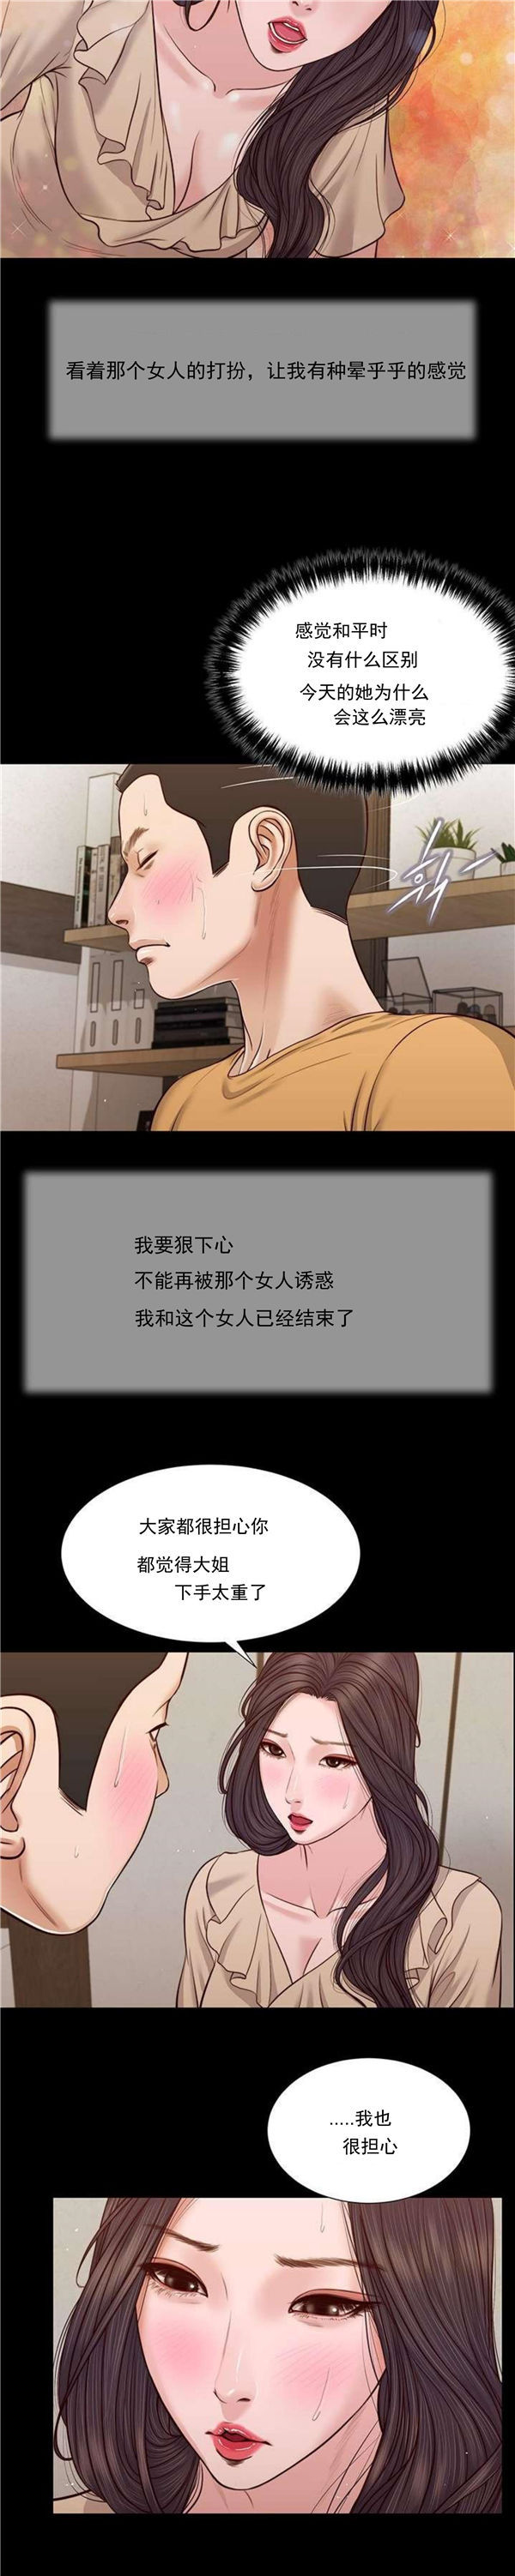 看着那个女人的打扮，让我有种晕乎乎的感觉
感觉和平时
没有什么区别
今天的她为什么
会这么漂亮
휙
我要狠下心
不能再被那个女人诱惑
我和这个女人已经结束了
大家都很担心你
都觉得大姐
下手太重了
.....我也
很担心